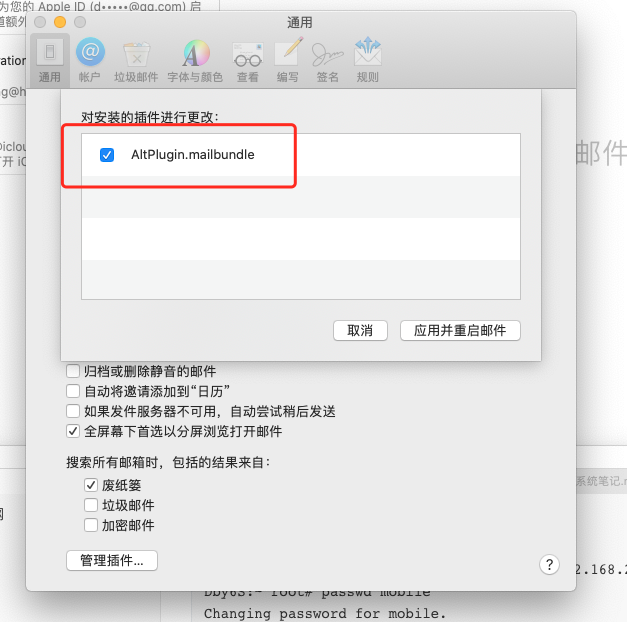 为您的 Apple ID (d•••••@qq.com) 启
道额外
通用
ration
通用
帐户
垃圾邮件
字体与颜色
查看
编写
签名
规则
ng@h
对安装的插件进行更改：
@iclou
打开 iC
AltPlugin.mailbundle
邮件
取消
应用并重启邮件
归档或删除静音的邮件
自动将邀请添加到“日历”
如果发件服务器不可用，自动尝试稍后发送
全屏幕下首选以分屏浏览打开邮件
搜索所有邮箱时，包括的结果来自：
废纸篓
系统笔记.r
垃圾邮件
加密邮件
管理插件...
?
2.168.2
Dby6S:~ root# passwd mobile
Changing password for mobile.